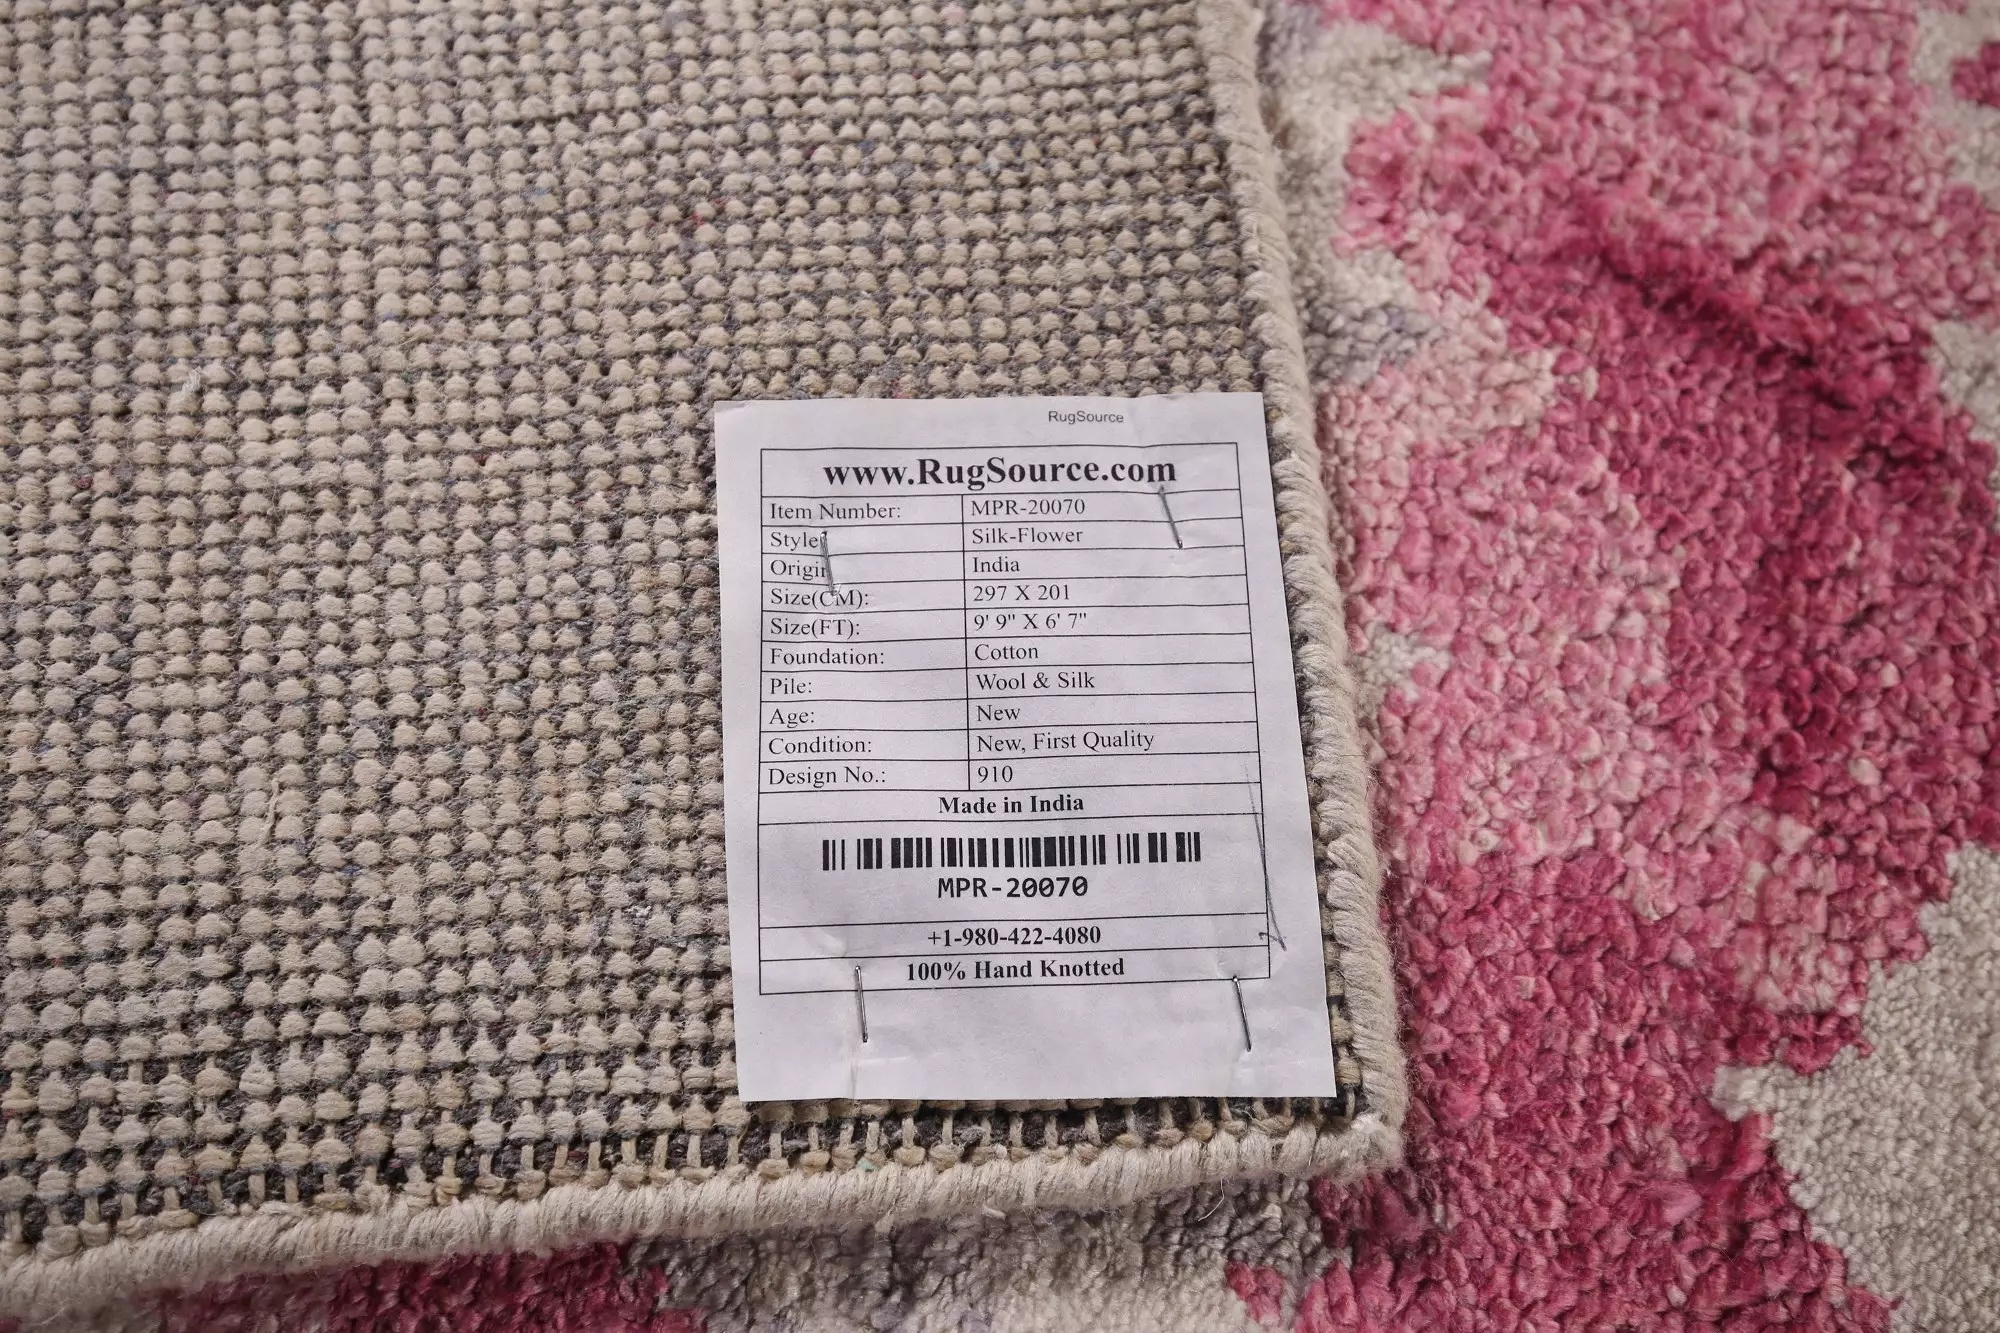 RugSource
www.RugSource.com
Item Number: MPR-20070
Style: Silk-Flower
Origin: India
Size(CM): 297 X 201
Size(FT): 9' 9" X 6' 7"
Foundation: Cotton
Pile: Wool & Silk
Age: New
Condition: New, First Quality
Design No.: 910
Made in India
MPR-20070
+1-980-422-4080
100% Hand Knotted